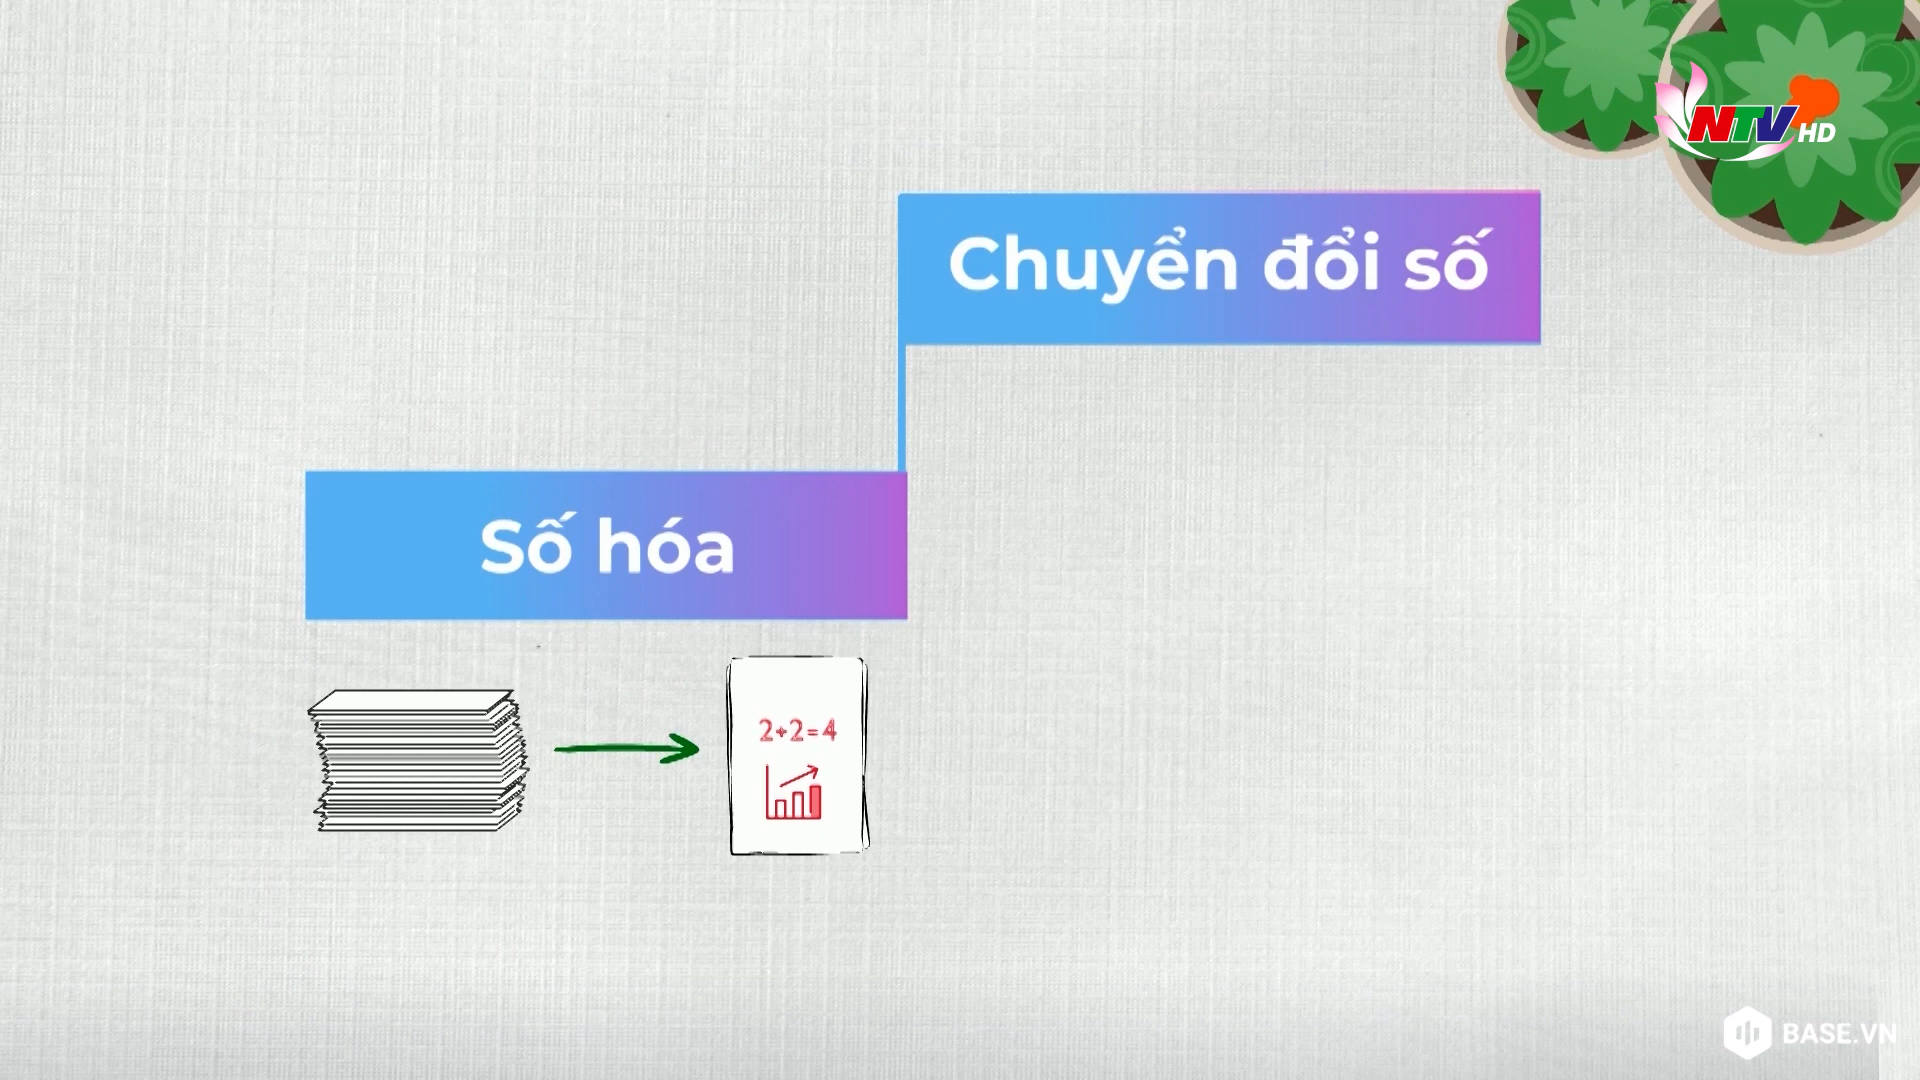 NTV HD
Chuyển đổi số
Số hóa
2+2=4
BASE.VN